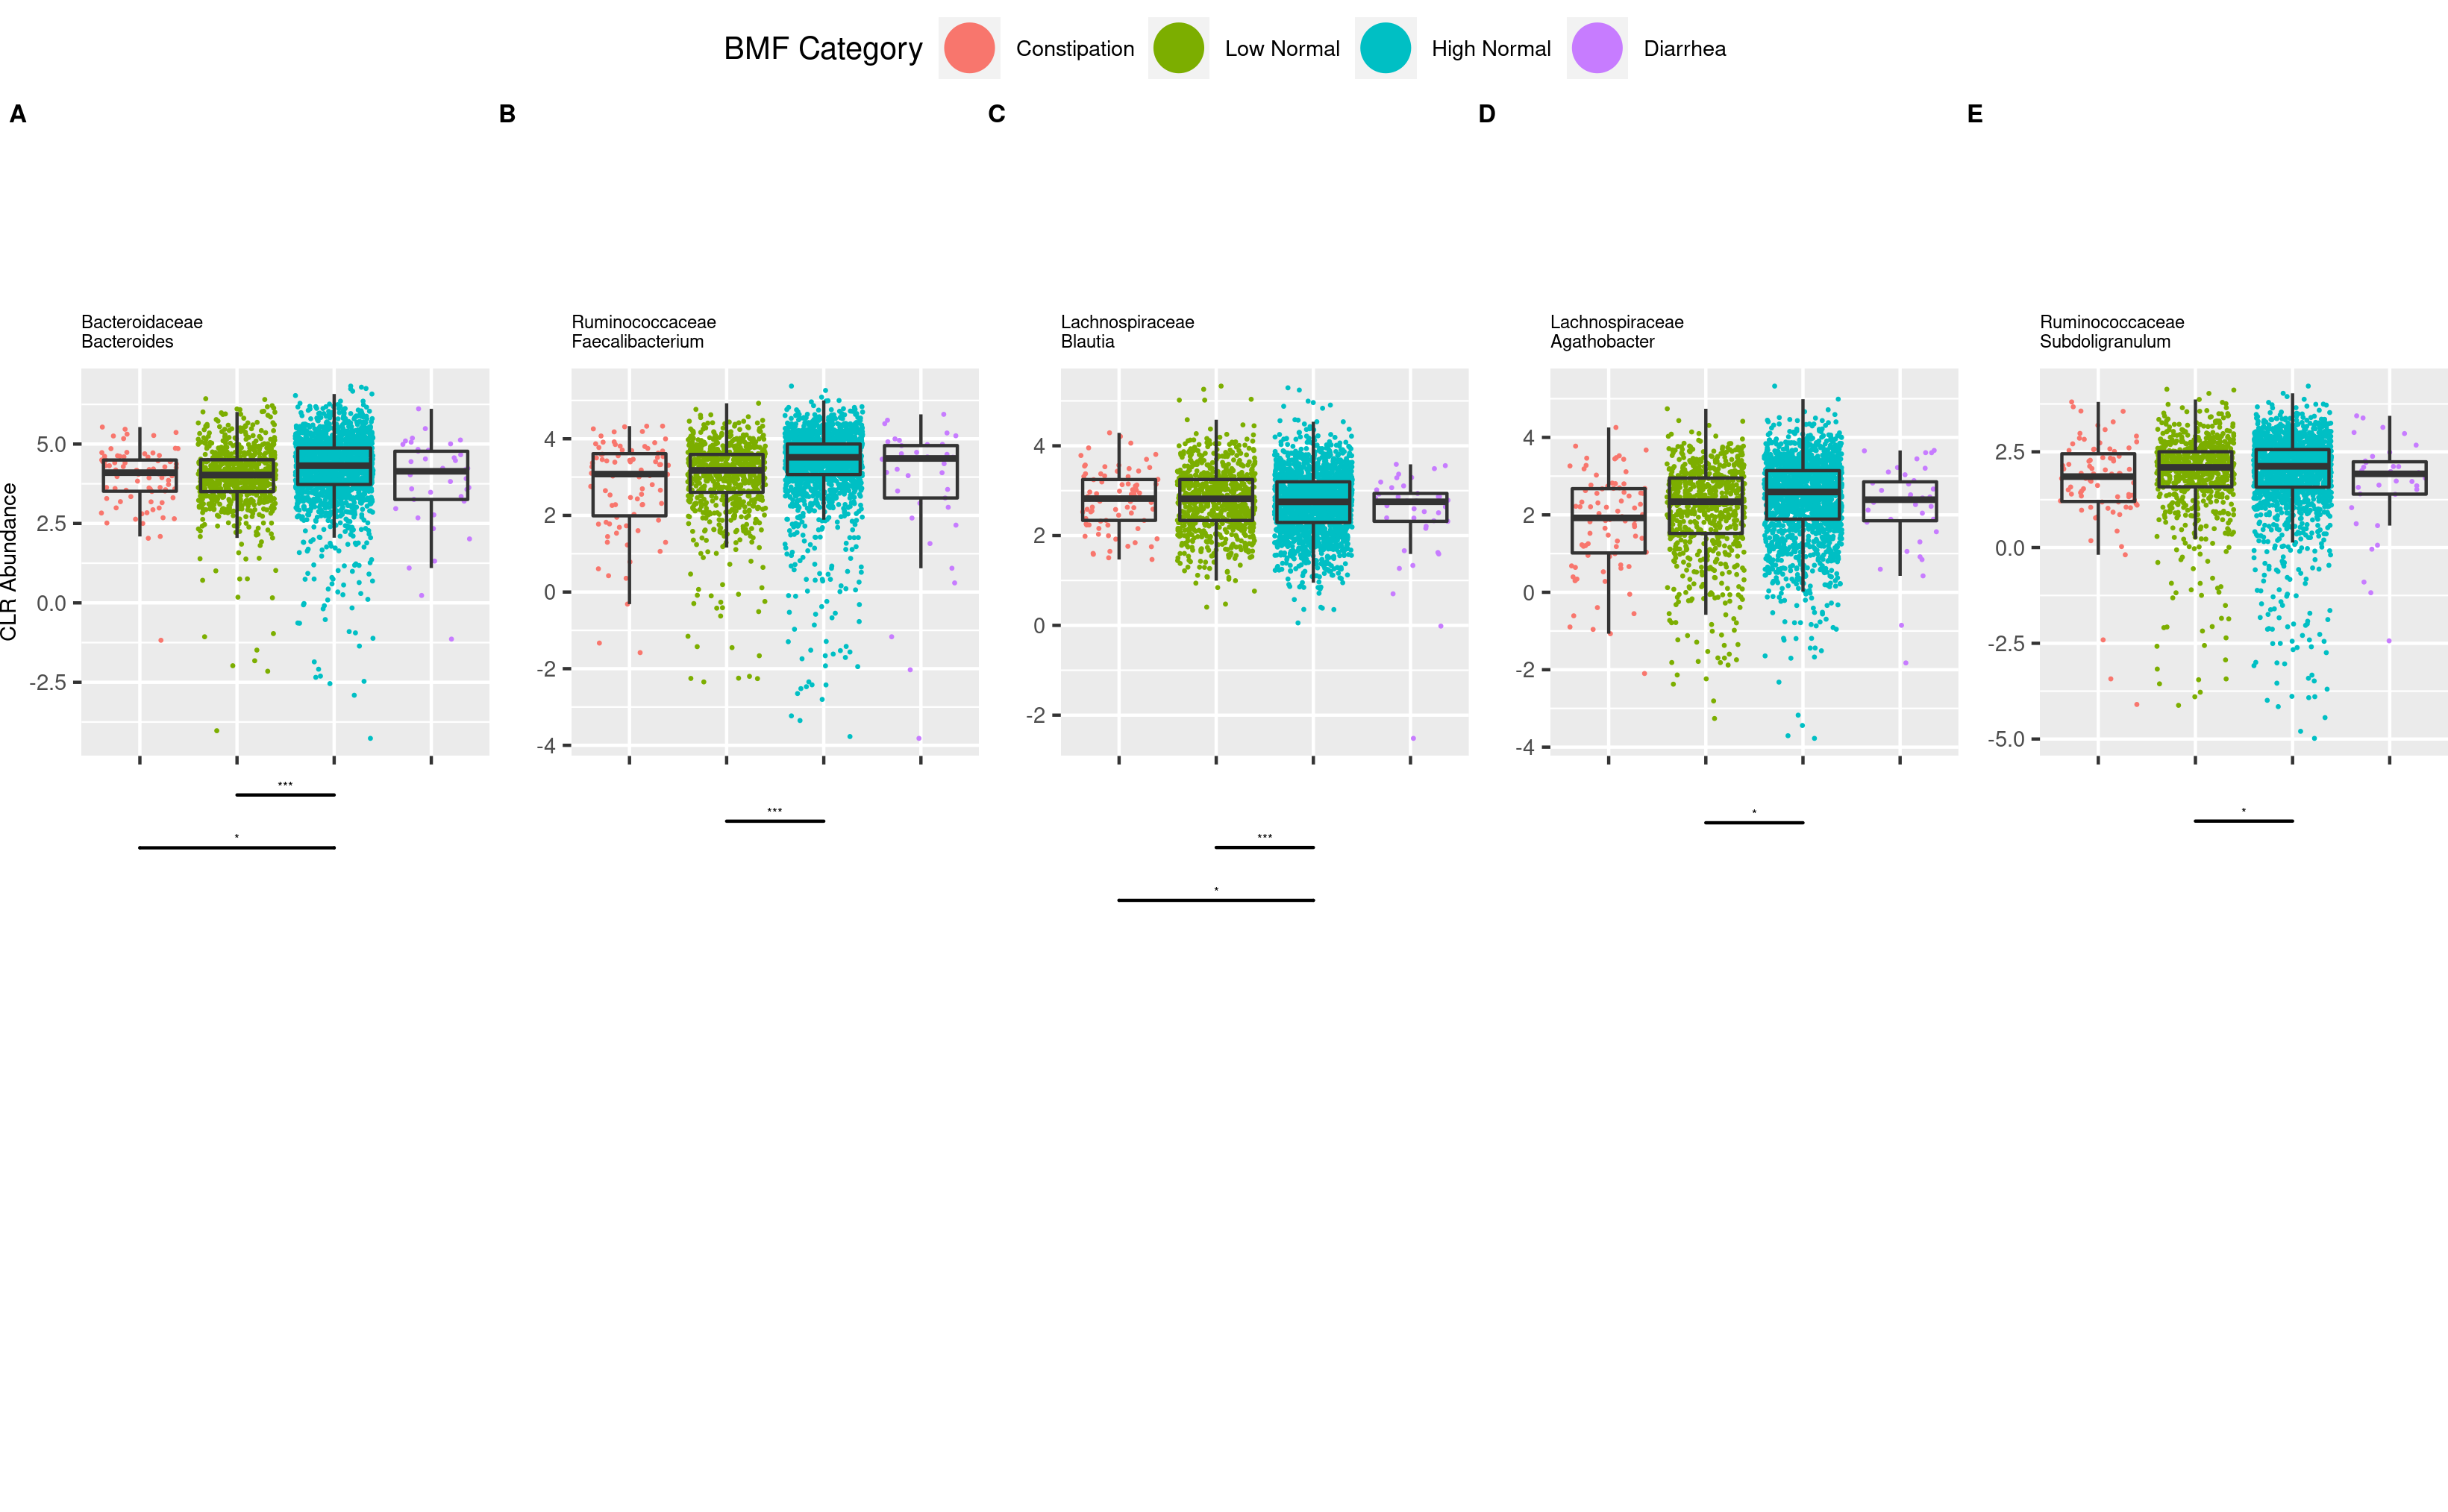 BMF Category Constipation Low Normal High Normal Diarrhea
A B C D E
Bacteroidaceae
Bacteroides
Ruminococcaceae
Faecalibacterium
Lachnospiraceae
Blautia
Lachnospiraceae
Agathobacter
Ruminococcaceae
Subdoligranulum
CLR Abundance
5.0
2.5
0.0
-2.5
***
*
4
2
0
-2
-4
***
4
2
0
-2
***
*
4
2
0
-2
-4
*
2.5
0.0
-2.5
-5.0
*